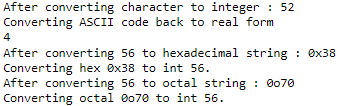 After converting character to integer : 52
Converting ASCII code back to real form
4
After converting 56 to hexadecimal string : 0x38
Converting hex 0x38 to int 56.
After converting 56 to octal string : 0o70
Converting octal 0o70 to int 56.